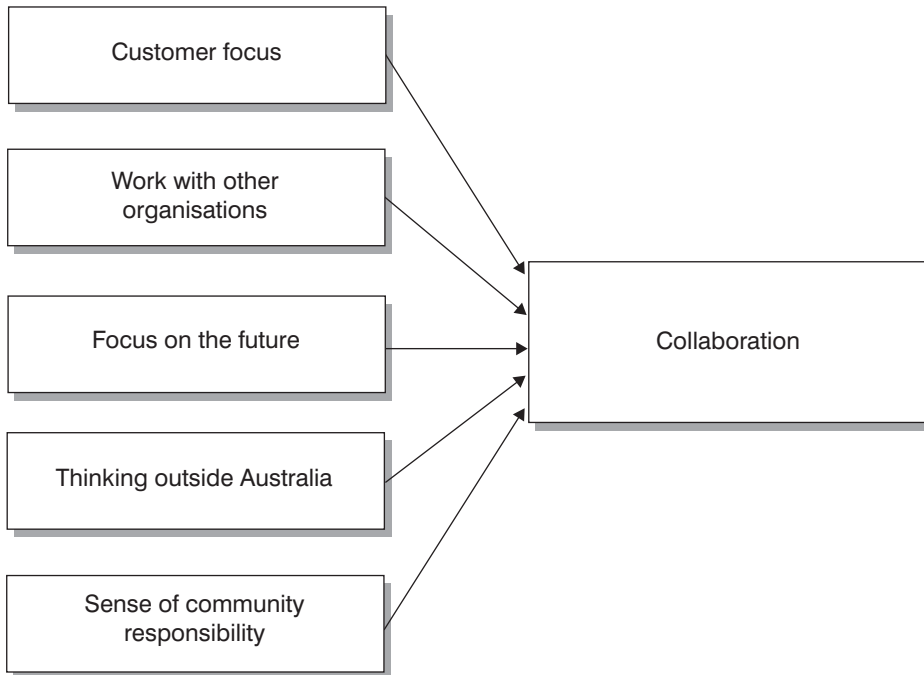 Customer focus
Work with other
organisations
Focus on the future
Thinking outside Australia
Sense of community
responsibility
Collaboration